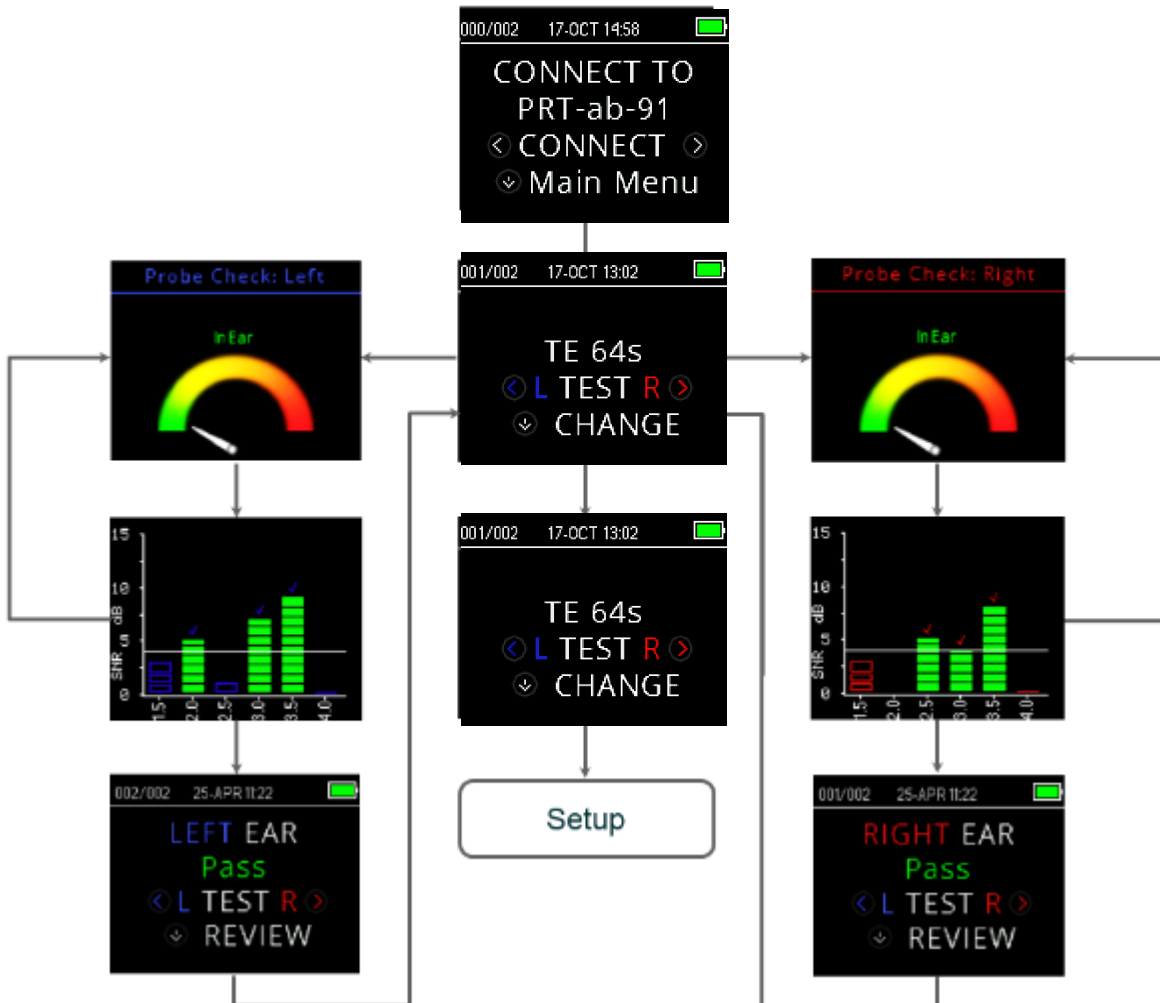 000/002 17-OCT 14:58
CONNECT TO
PRT-ab-91
CONNECT
Main Menu
Probe Check: Left
In Ear
001/002 17-OCT 13:02
TE 64s
L TEST R
CHANGE
Probe Check: Right
In Ear
15
10
5
0
SNR dB
1.5 2.0 2.5 3.0 3.5 4.0
001/002 17-OCT 13:02
TE 64s
L TEST R
CHANGE
15
10
5
0
SNR dB
1.5 2.0 2.5 3.0 3.5 4.0
002/002 25-APR 11:22
LEFT EAR
Pass
L TEST R
REVIEW
Setup
001/002 25-APR 11:22
RIGHT EAR
Pass
L TEST R
REVIEW